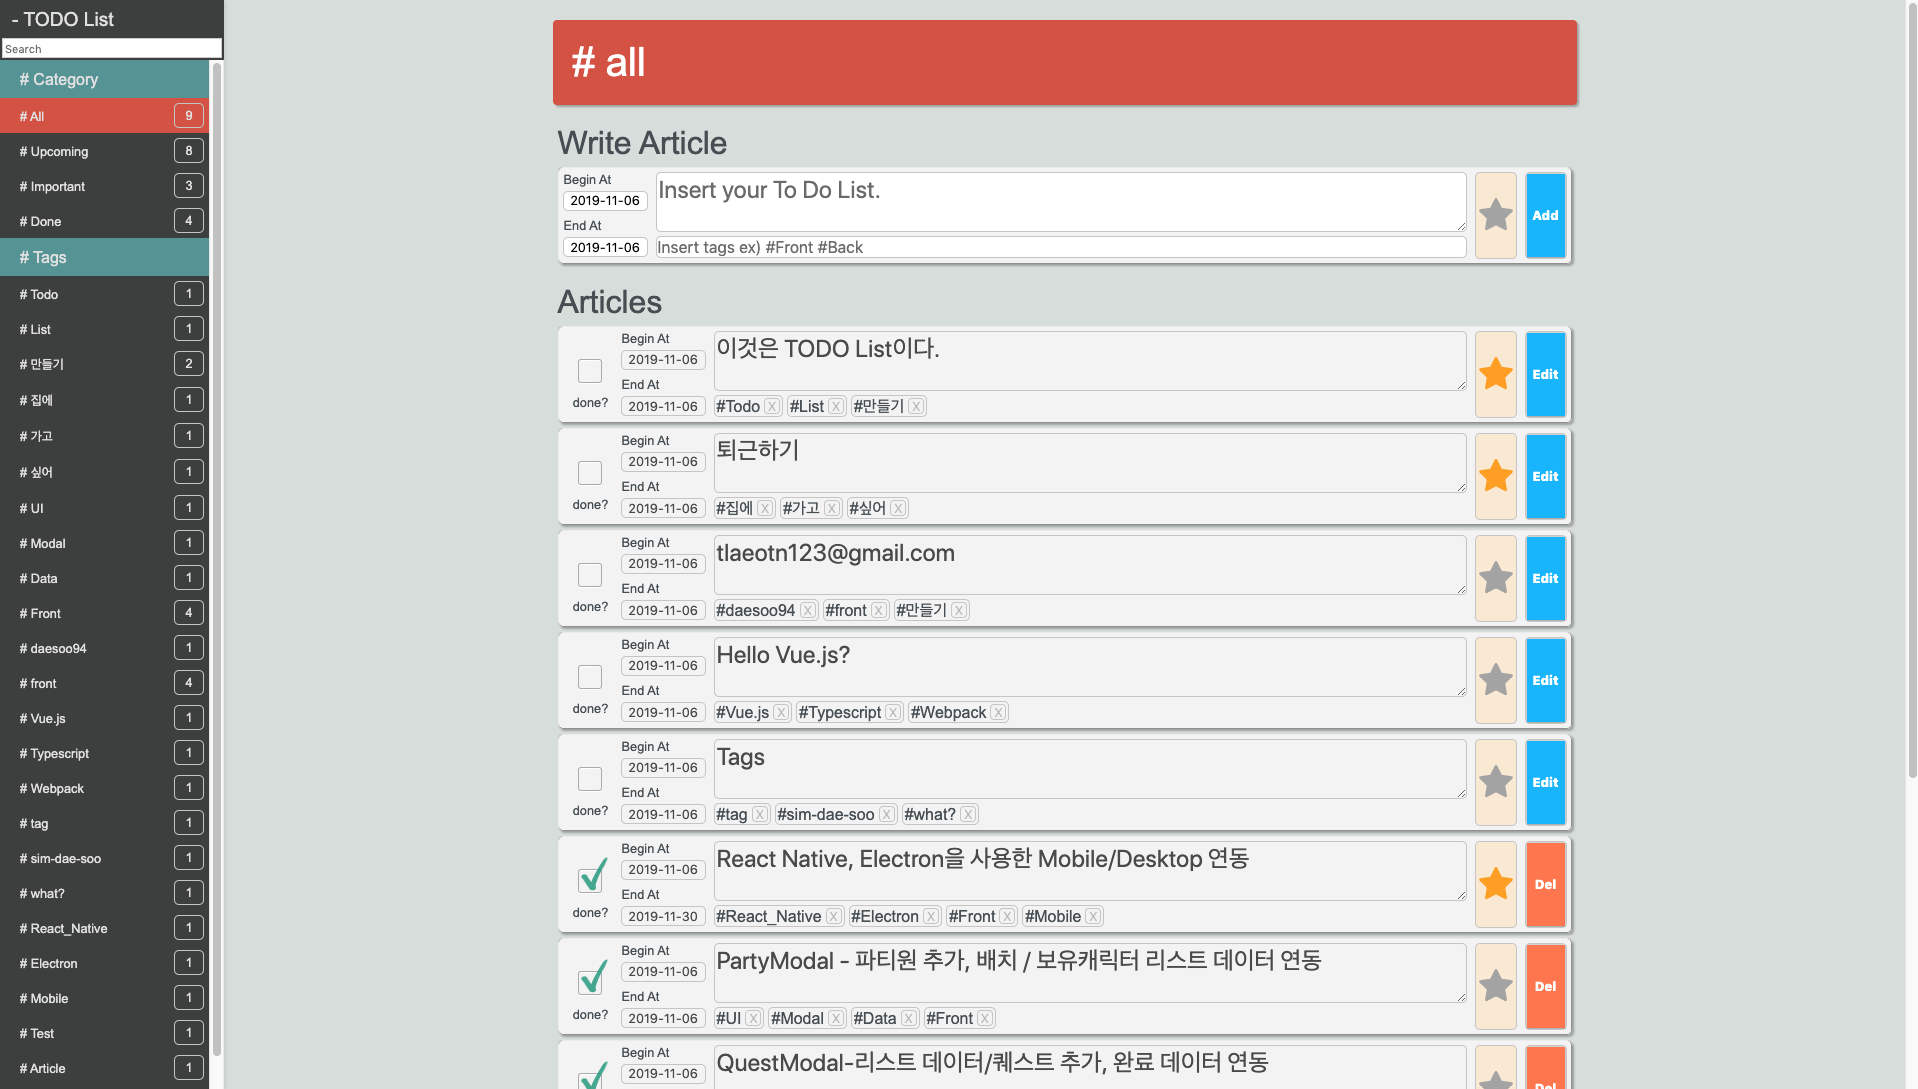 - TODO List
Search
# Category
# All 9
# Upcoming 8
# Important 3
# Done 4
# Tags
# Todo 1
# List 1
# 만들기 2
# 집에 1
# 가고 1
# 싶어 1
# UI 1
# Modal 1
# Data 1
# Front 4
# daesoo94 1
# front 4
# Vue.js 1
# Typescript 1
# Webpack 1
# tag 1
# sim-dae-soo 1
# what? 1
# React_Native 1
# Electron 1
# Mobile 1
# Test 1
# Article 1
# all
Write Article
Begin At
2019-11-06
End At
2019-11-06
Insert your To Do List.
Insert tags ex) #Front #Back
Add
Articles
done?
Begin At
2019-11-06
End At
2019-11-06
이것은 TODO List이다.
#Todo X #List X #만들기 X
Edit
done?
Begin At
2019-11-06
End At
2019-11-06
퇴근하기
#집에 X #가고 X #싶어 X
Edit
done?
Begin At
2019-11-06
End At
2019-11-06
tlaeotn123@gmail.com
#daesoo94 X #front X #만들기 X
Edit
done?
Begin At
2019-11-06
End At
2019-11-06
Hello Vue.js?
#Vue.js X #Typescript X #Webpack X
Edit
done?
Begin At
2019-11-06
End At
2019-11-06
Tags
#tag X #sim-dae-soo X #what? X
Edit
done?
Begin At
2019-11-06
End At
2019-11-30
React Native, Electron을 사용한 Mobile/Desktop 연동
#React_Native X #Electron X #Front X #Mobile X
Del
done?
Begin At
2019-11-06
End At
2019-11-06
PartyModal - 파티원 추가, 배치 / 보유캐릭터 리스트 데이터 연동
#UI X #Modal X #Data X #Front X
Del
Begin At
2019-11-06
QuestModal-리스트 데이터/퀘스트 추가, 완료 데이터 연동
Del